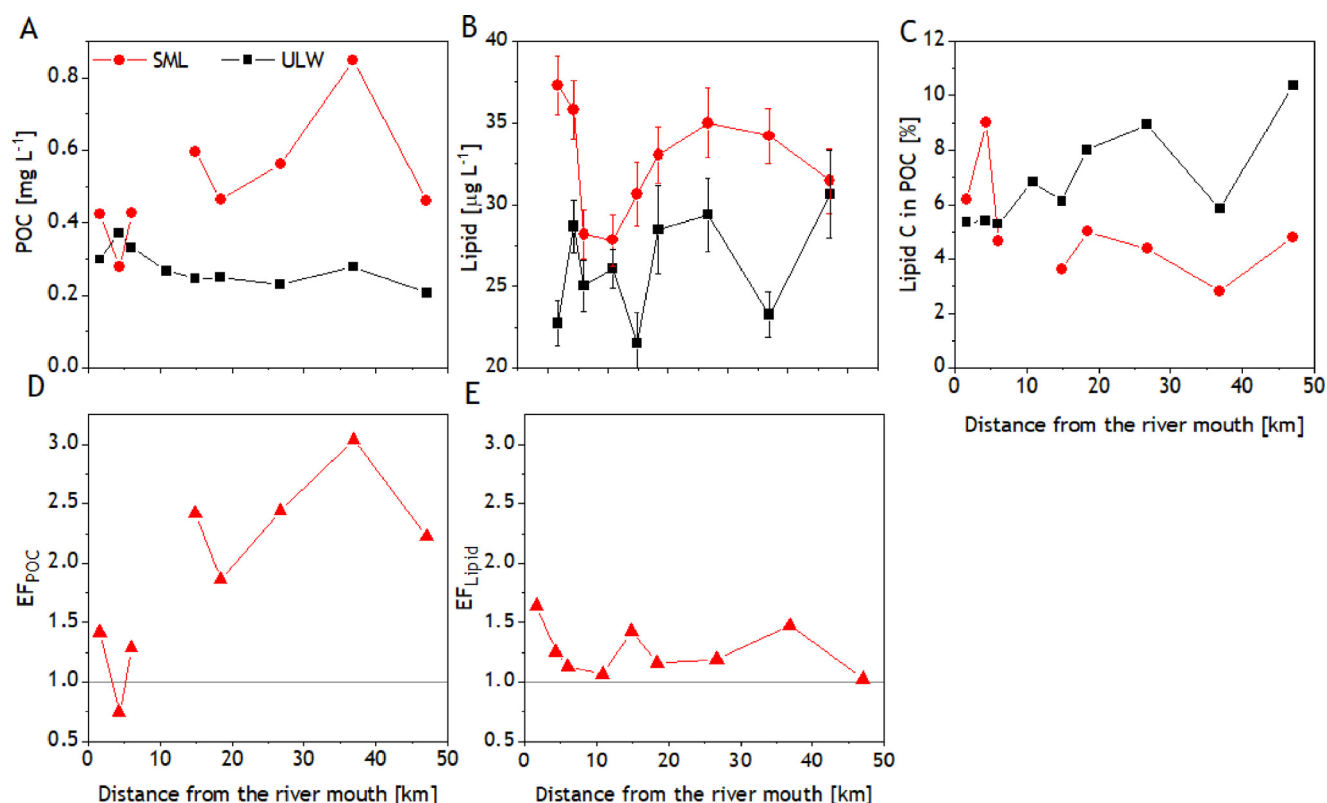 A
SML
ULW
POC [mg L⁻¹]
0.8
0.6
0.4
0.2
0.0
B
Lipid [µg L⁻¹]
40
35
30
25
20
C
Lipid C in POC [%]
12
10
8
6
4
2
0
0 10 20 30 40 50
Distance from the river mouth [km]
D
EF_POC
3.0
2.5
2.0
1.5
1.0
0.5
0 10 20 30 40 50
Distance from the river mouth [km]
E
EF_Lipid
3.0
2.5
2.0
1.5
1.0
0.5
0 10 20 30 40 50
Distance from the river mouth [km]